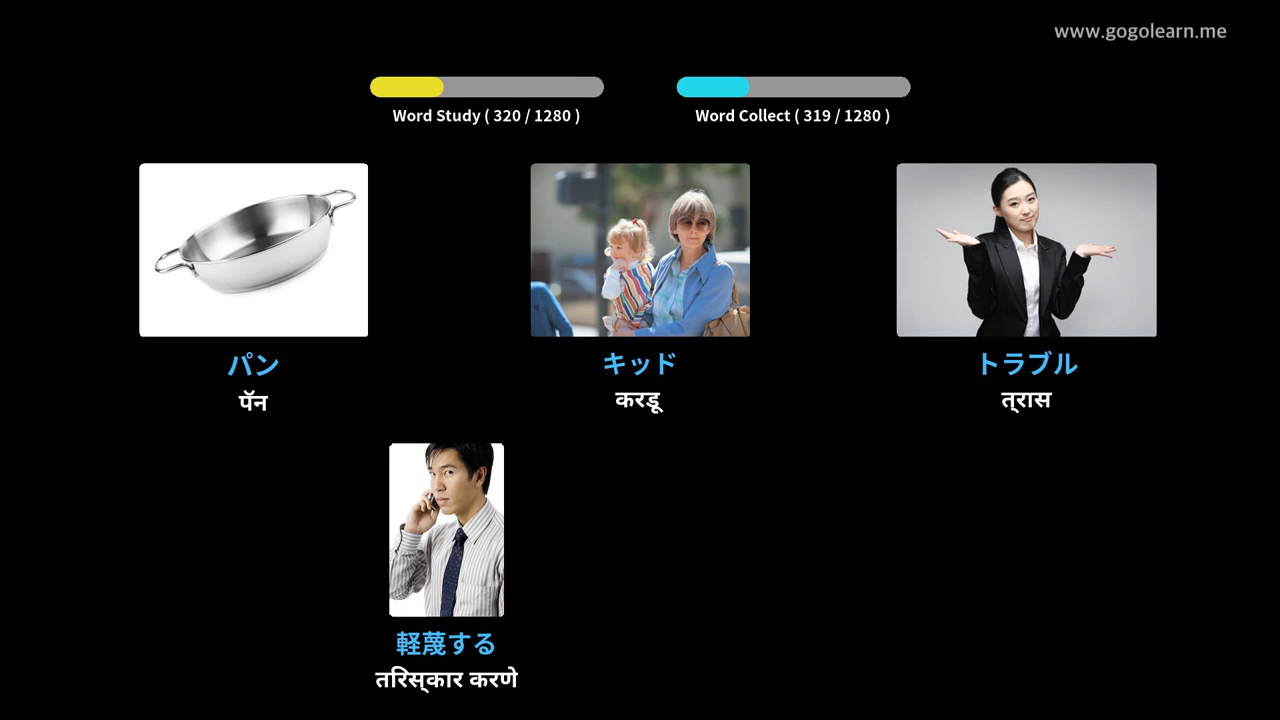 www.gogolearn.me
Word Study ( 320 / 1280 )
Word Collect ( 319 / 1280 )
パン
पॅन
キッド
करडू
トラブル
त्रास
軽蔑する
तिरस्कार करणे